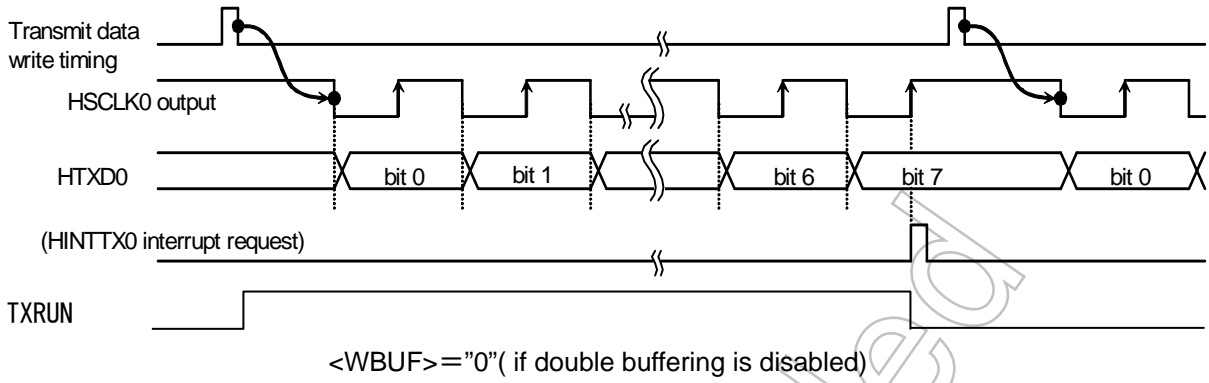 Transmit data
write timing
HSCLK0 output
HTXD0
bit 0
bit 1
bit 6
bit 7
bit 0
(HINTTX0 interrupt request)
TXRUN
<WBUF>＝”0”( if double buffering is disabled)